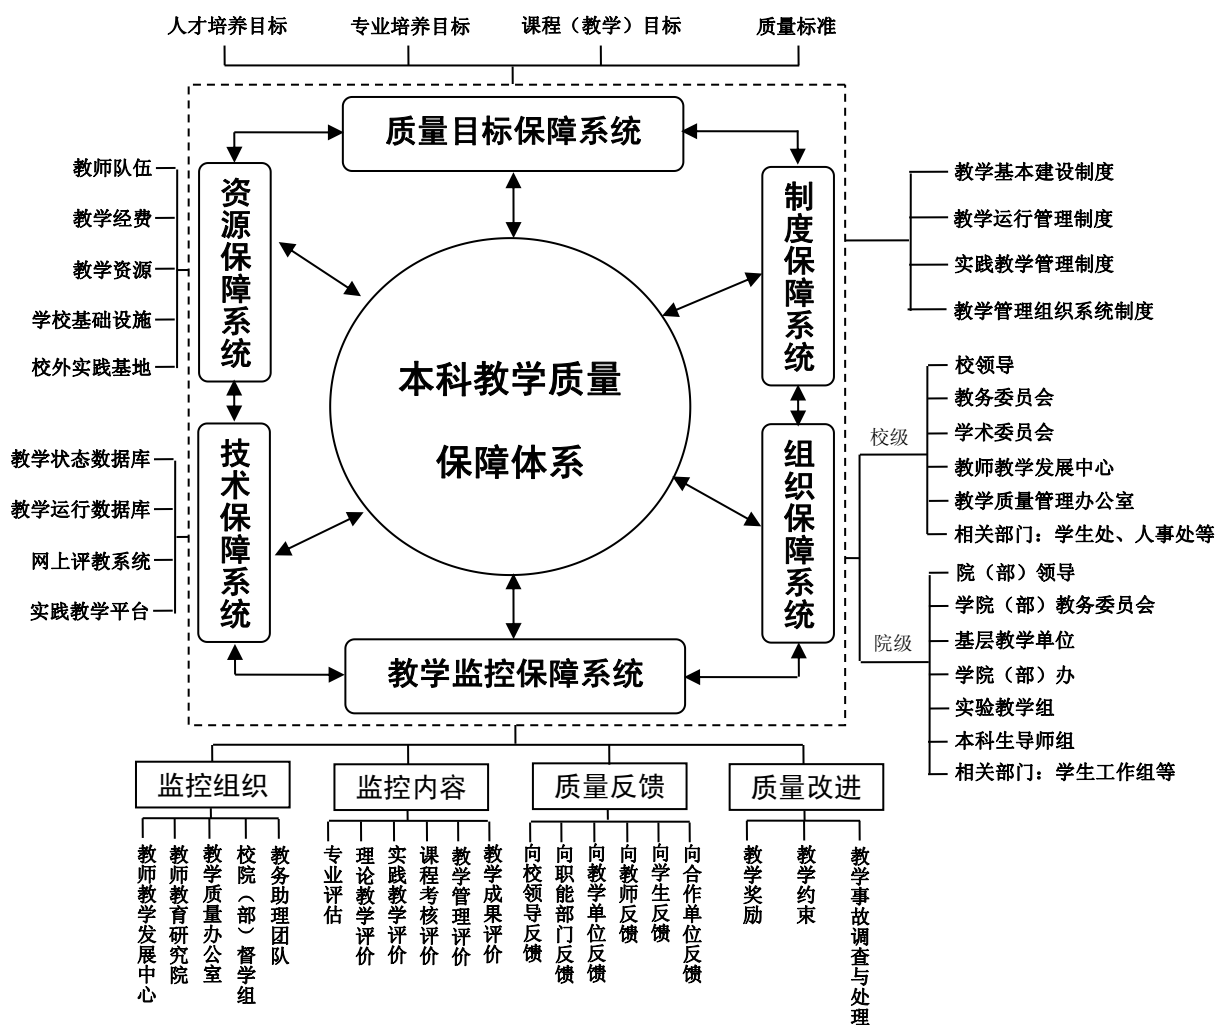 人才培养目标
专业培养目标
课程（教学）目标
质量标准
质量目标保障系统
资源保障系统
制度保障系统
教师队伍
教学经费
教学资源
学校基础设施
校外实践基地
教学基本建设制度
教学运行管理制度
实践教学管理制度
教学管理组织系统制度
本科教学质量
保障体系
技术保障系统
组织保障系统
教学状态数据库
教学运行数据库
网上评教系统
实践教学平台
校级
校领导
教务委员会
学术委员会
教师教学发展中心
教学质量管理办公室
相关部门：学生处、人事处等
院级
院（部）领导
学院（部）教务委员会
基层教学单位
学院（部）办
实验教学组
本科生导师组
相关部门：学生工作组等
教学监控保障系统
监控组织
监控内容
质量反馈
质量改进
教师教学发展中心
教师教育研究院
教学质量办公室
校院（部）督学组
教务助理团队
专业评估
理论教学评价
实践教学评价
课程考核评价
教学管理评价
教学成果评价
向校领导反馈
向职能部门反馈
向教学单位反馈
向教师反馈
向学生反馈
向合作单位反馈
教学奖励
教学约束
教学事故调查与处理